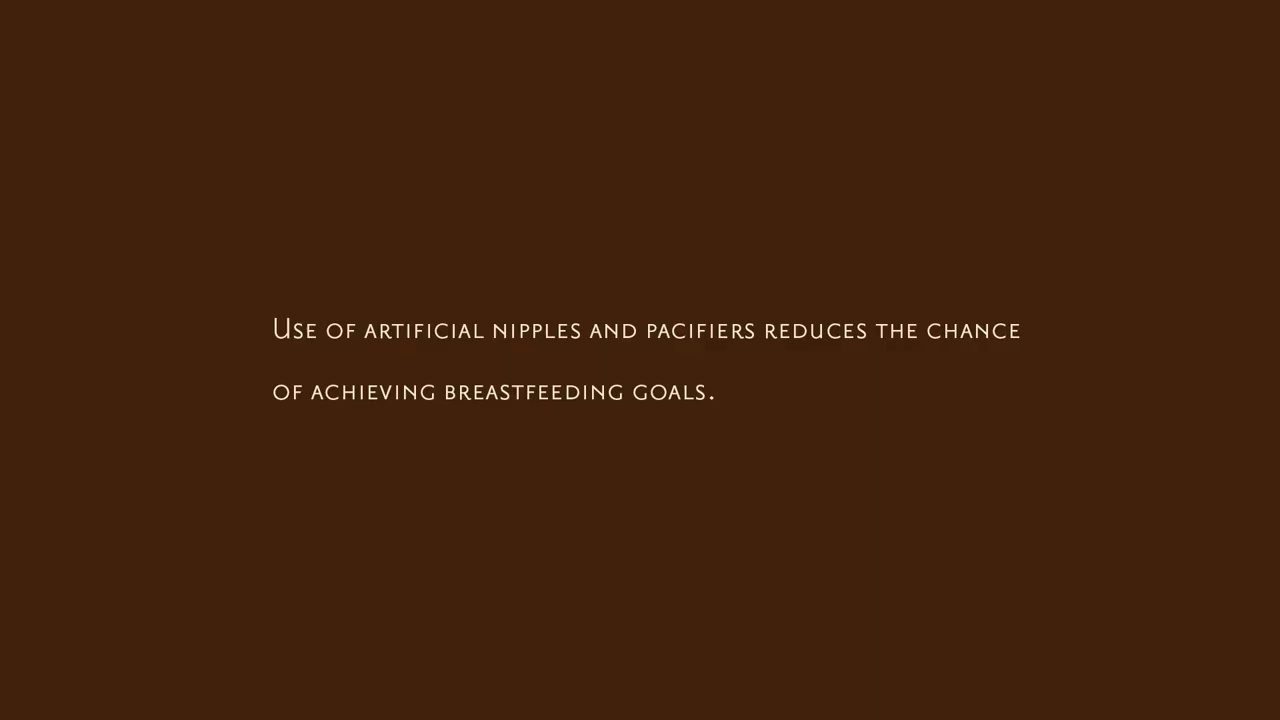 Use of artificial nipples and pacifiers reduces the chance
of achieving breastfeeding goals.